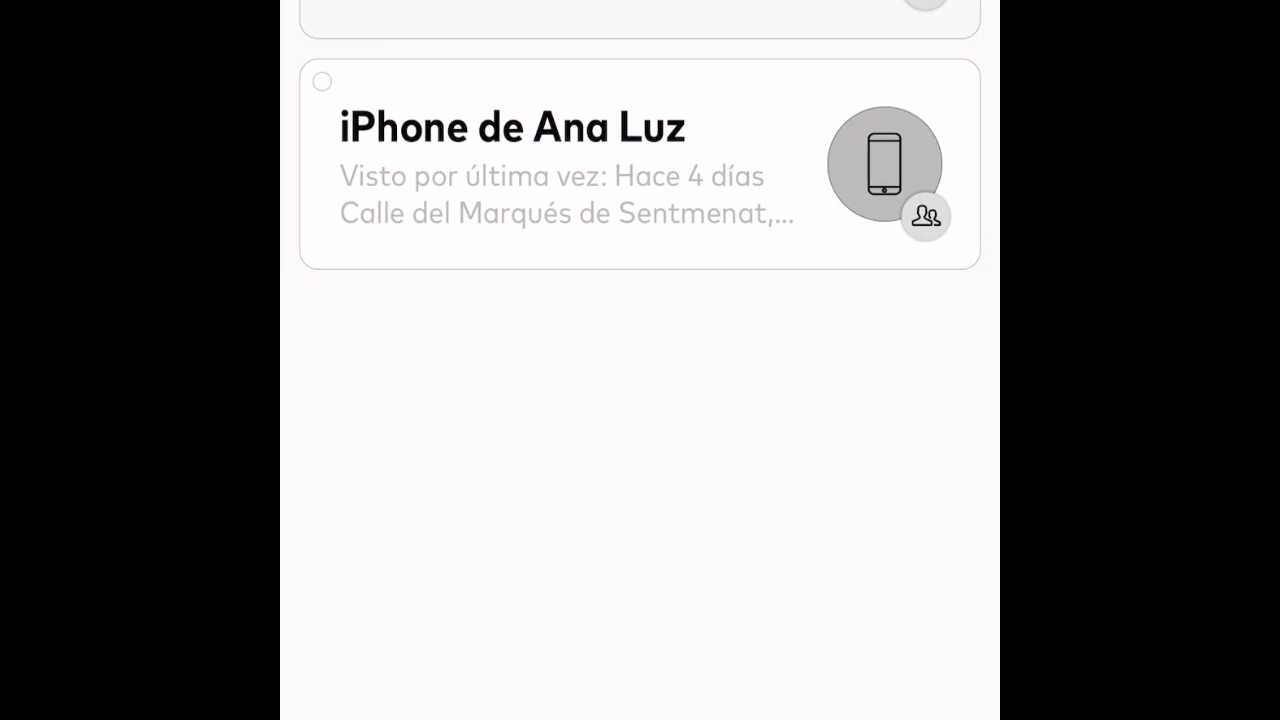 iPhone de Ana Luz
Visto por última vez: Hace 4 días
Calle del Marqués de Sentmenat,...